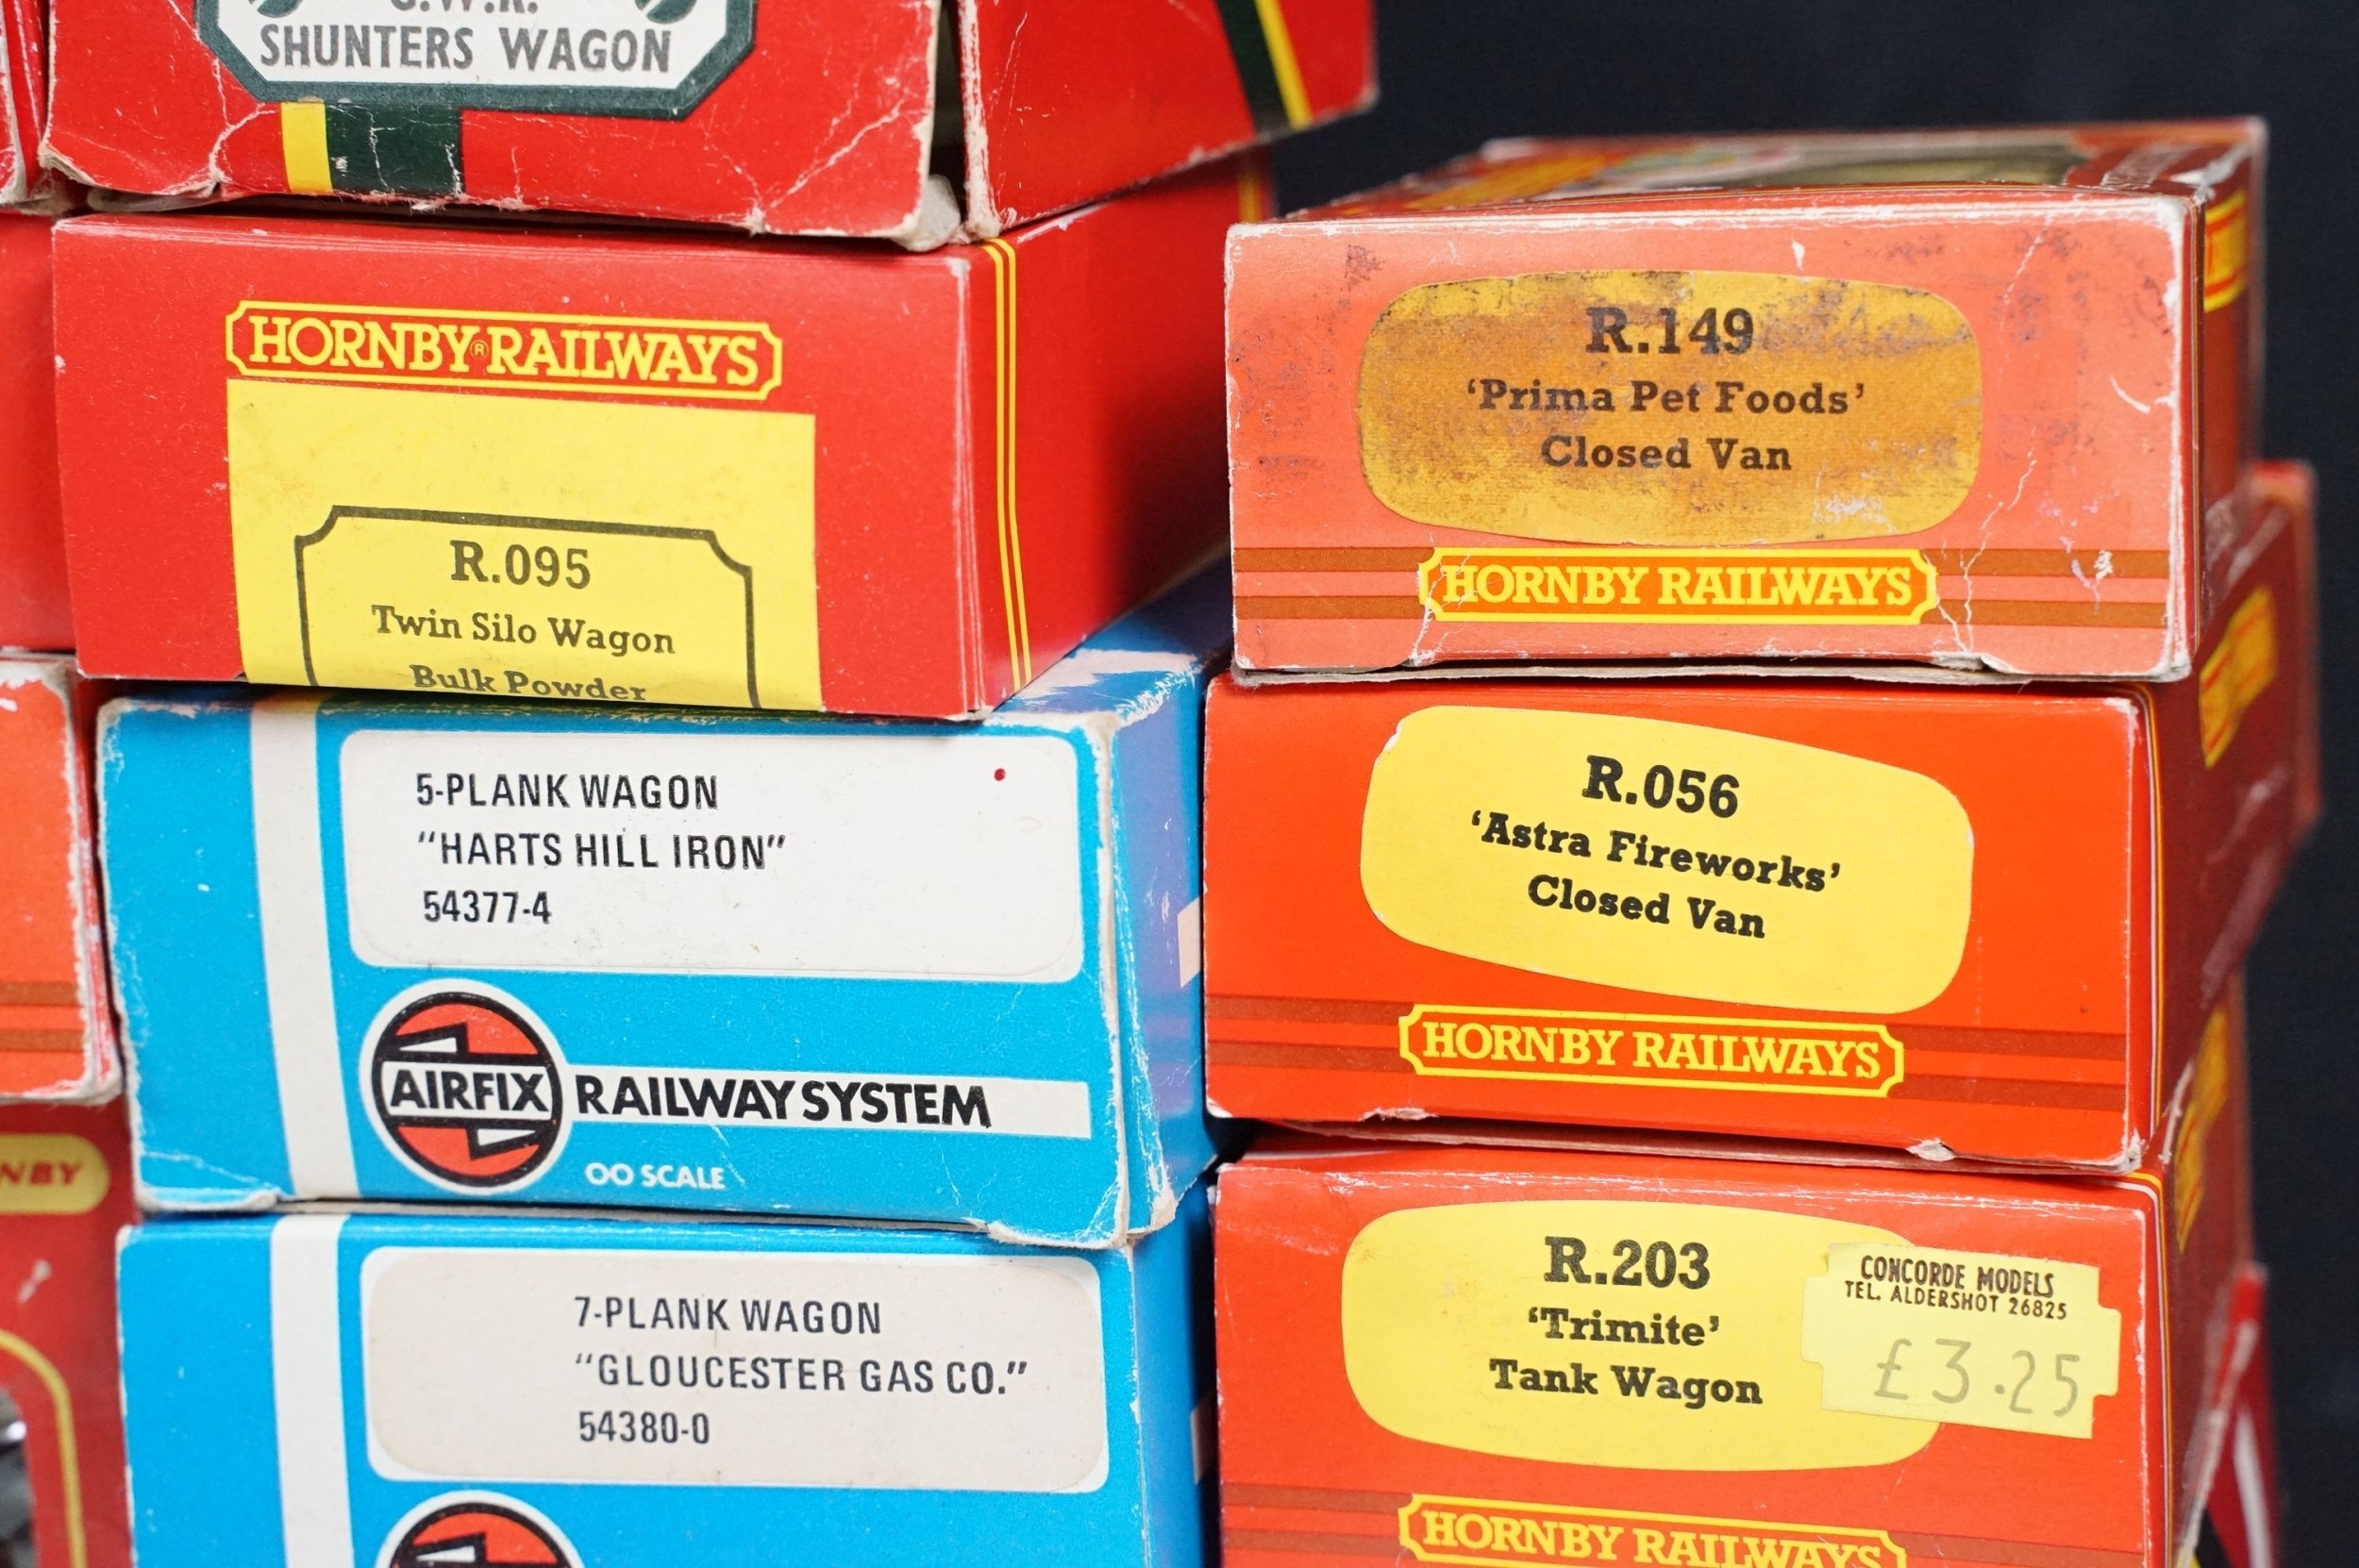 G.W.R.
SHUNTERS WAGON
HORNBY® RAILWAYS
R.095
Twin Silo Wagon
Bulk Powder
5-PLANK WAGON
“HARTS HILL IRON”
54377-4
AIRFIX RAILWAY SYSTEM
OO SCALE
7-PLANK WAGON
“GLOUCESTER GAS CO.”
54380-0
NBY
R.149
‘Prima Pet Foods’
Closed Van
HORNBY RAILWAYS
R.056
‘Astra Fireworks’
Closed Van
HORNBY RAILWAYS
R.203
‘Trimite’
Tank Wagon
CONCORDE MODELS
TEL. ALDERSHOT 26825
£3.25
HORNBY RAILWAYS